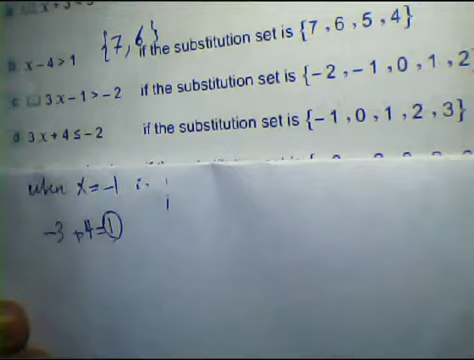 b x-4>1 {7,6} if the substitution set is {7,6,5,4}
c 3x-1>-2 if the substitution set is {-2,-1,0,1,2
d 3x+4≤-2 if the substitution set is {-1,0,1,2,3}
when x=-1
-3+4=1